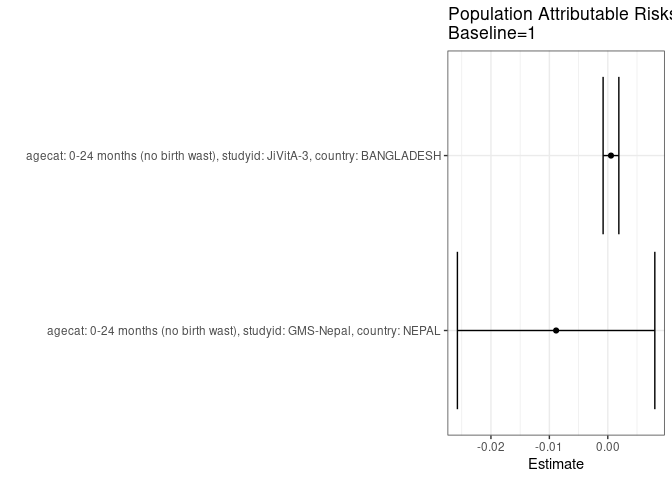 Population Attributable Risks
Baseline=1
agecat: 0-24 months (no birth wast), studyid: JiVitA-3, country: BANGLADESH
agecat: 0-24 months (no birth wast), studyid: GMS-Nepal, country: NEPAL
-0.02 -0.01 0.00
Estimate